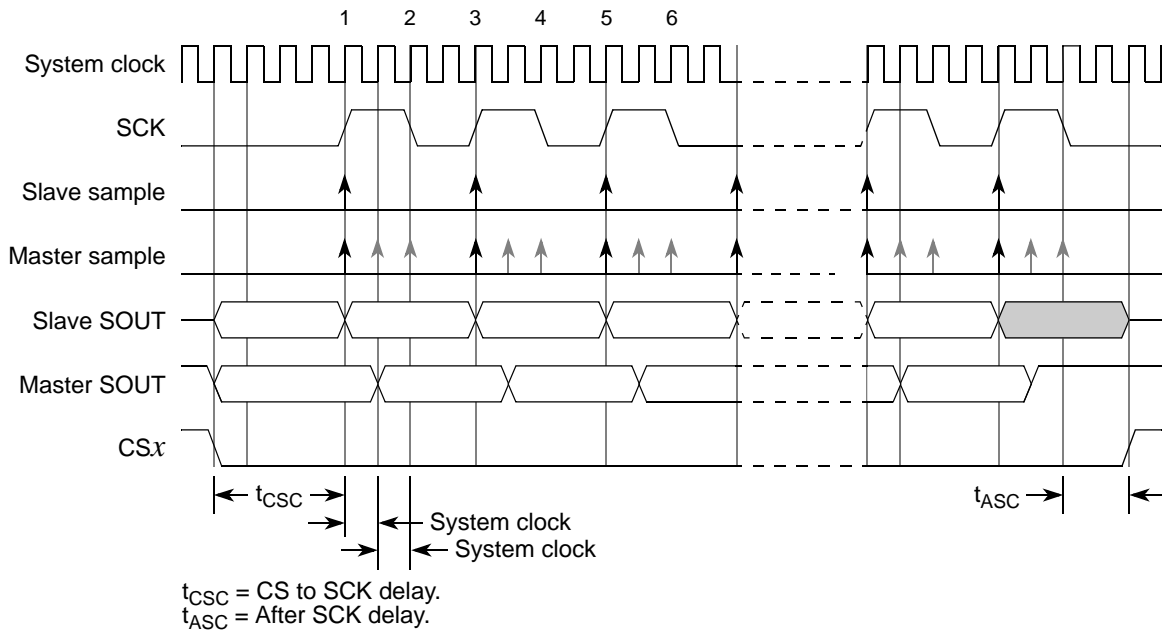 1 2 3 4 5 6
System clock
SCK
Slave sample
Master sample
Slave SOUT
Master SOUT
CSx
tCSC
tASC
System clock
System clock
tCSC = CS to SCK delay.
tASC = After SCK delay.